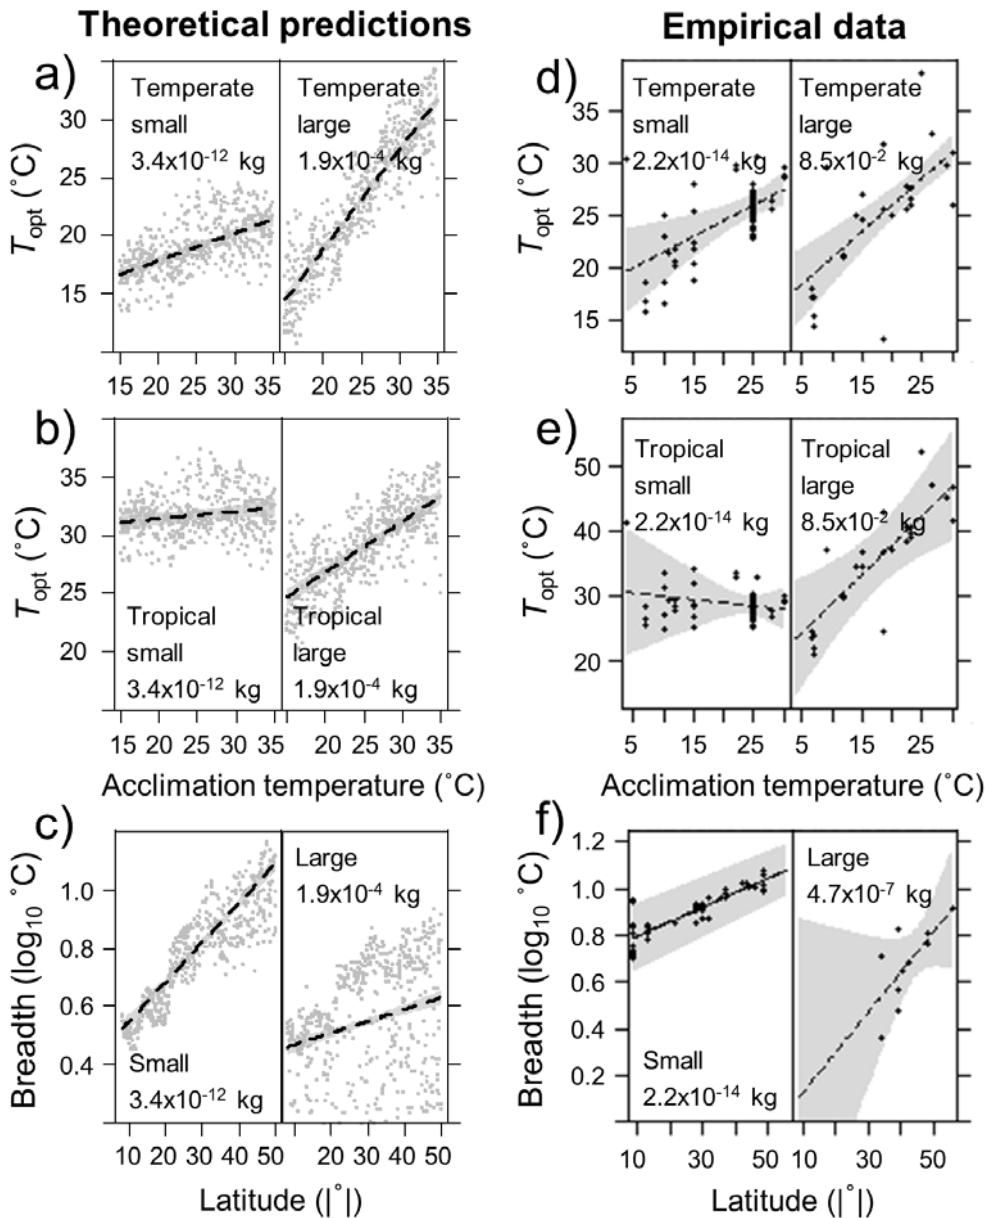 Theoretical predictions
Empirical data
a)
Temperate
small
3.4x10⁻¹² kg
Temperate
large
1.9x10⁻⁴ kg
T_opt (˚C)
30
25
20
15
15 20 25 30 35
20 25 30 35
d)
Temperate
small
2.2x10⁻¹⁴ kg
Temperate
large
8.5x10⁻² kg
T_opt (˚C)
35
30
25
20
15
5 15 25
5 15 25
b)
Tropical
small
3.4x10⁻¹² kg
Tropical
large
1.9x10⁻⁴ kg
T_opt (˚C)
35
30
25
20
15 20 25 30 35
20 25 30 35
Acclimation temperature (˚C)
e)
Tropical
small
2.2x10⁻¹⁴ kg
Tropical
large
8.5x10⁻² kg
T_opt (˚C)
50
40
30
20
5 15 25
5 15 25
Acclimation temperature (˚C)
c)
Small
3.4x10⁻¹² kg
Large
1.9x10⁻⁴ kg
Breadth (log₁₀ ˚C)
1.0
0.8
0.6
0.4
10 20 30 40 50
10 20 30 40 50
Latitude (|˚|)
f)
Small
2.2x10⁻¹⁴ kg
Large
4.7x10⁻⁷ kg
Breadth (log₁₀ ˚C)
1.2
1.0
0.8
0.6
0.4
0.2
10 30 50
10 30 50
Latitude (|˚|)